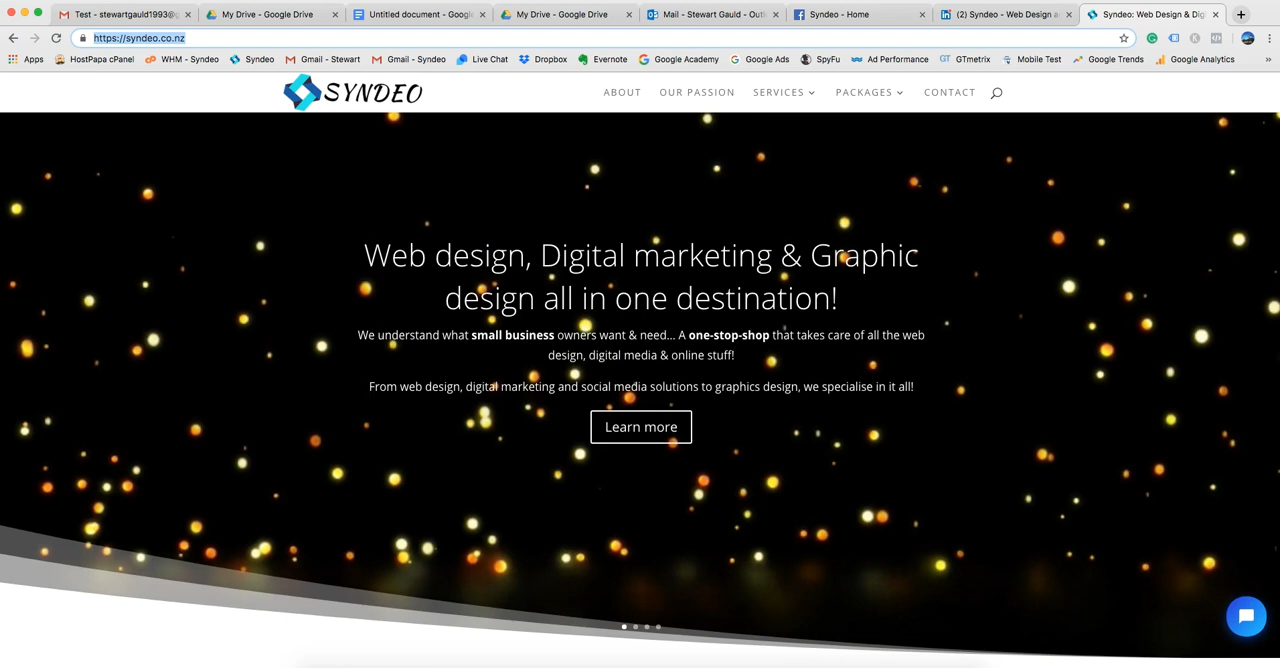 Test - stewartgauld1993@g
My Drive - Google Drive
Untitled document - Google
My Drive - Google Drive
Mail - Stewart Gauld - Outl
Syndeo - Home
(2) Syndeo - Web Design a
Syndeo: Web Design & Dig
https://syndeo.co.nz
Apps
HostPapa cPanel
WHM - Syndeo
Syndeo
Gmail - Stewart
Gmail - Syndeo
Live Chat
Dropbox
Evernote
Google Academy
Google Ads
SpyFu
Ad Performance
GT GTmetrix
Mobile Test
Google Trends
Google Analytics
»
SYNDEO
ABOUT
OUR PASSION
SERVICES
PACKAGES
CONTACT
Web design, Digital marketing & Graphic
design all in one destination!
We understand what small business owners want & need... A one-stop-shop that takes care of all the web
design, digital media & online stuff!
From web design, digital marketing and social media solutions to graphics design, we specialise in it all!
Learn more